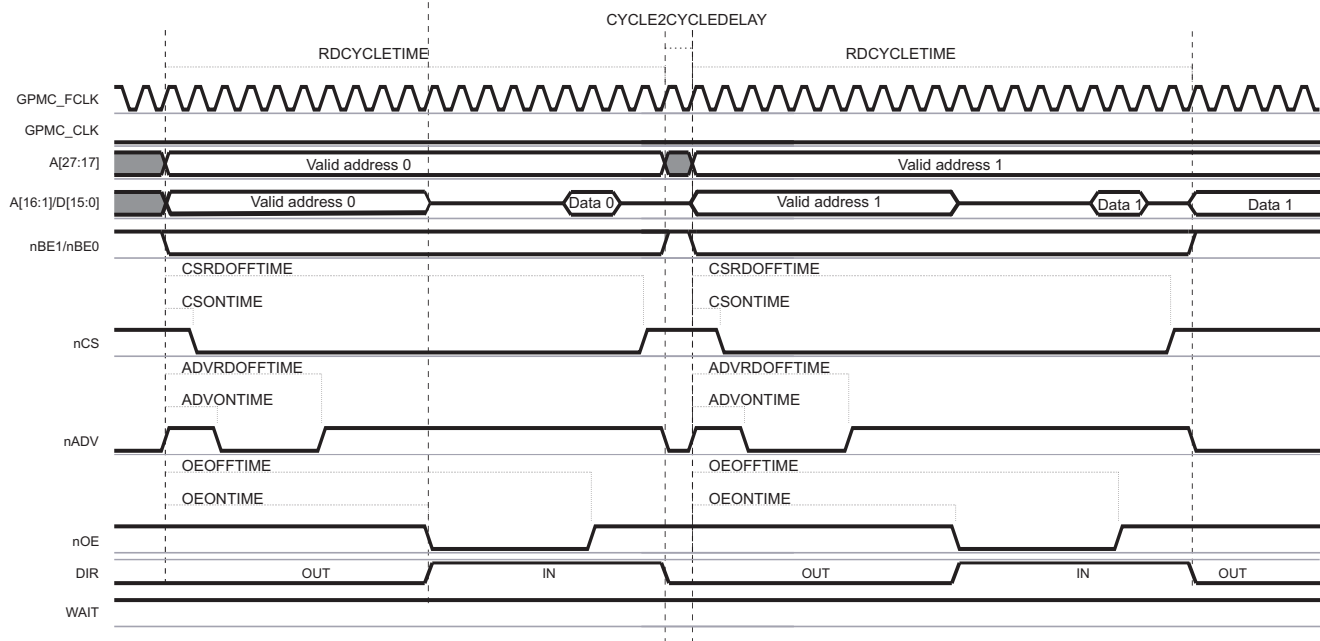 CYCLE2CYCLEDELAY
RDCYCLETIME RDCYCLETIME
GPMC_FCLK
GPMC_CLK
A[27:17] Valid address 0 Valid address 1
A[16:1]/D[15:0] Valid address 0 Data 0 Valid address 1 Data 1 Data 1
nBE1/nBE0
CSRDOFFTIME CSRDOFFTIME
CSONTIME CSONTIME
nCS
ADVRDOFFTIME ADVRDOFFTIME
ADVONTIME ADVONTIME
nADV
OEOFFTIME OEOFFTIME
OEONTIME OEONTIME
nOE
DIR OUT IN OUT IN OUT
WAIT